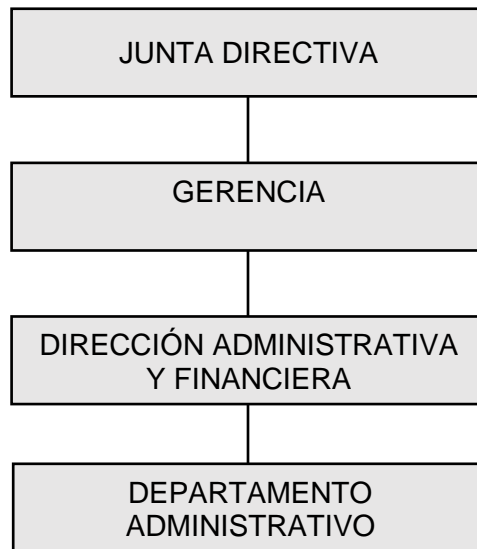 JUNTA DIRECTIVA
GERENCIA
DIRECCIÓN ADMINISTRATIVA
Y FINANCIERA
DEPARTAMENTO
ADMINISTRATIVO